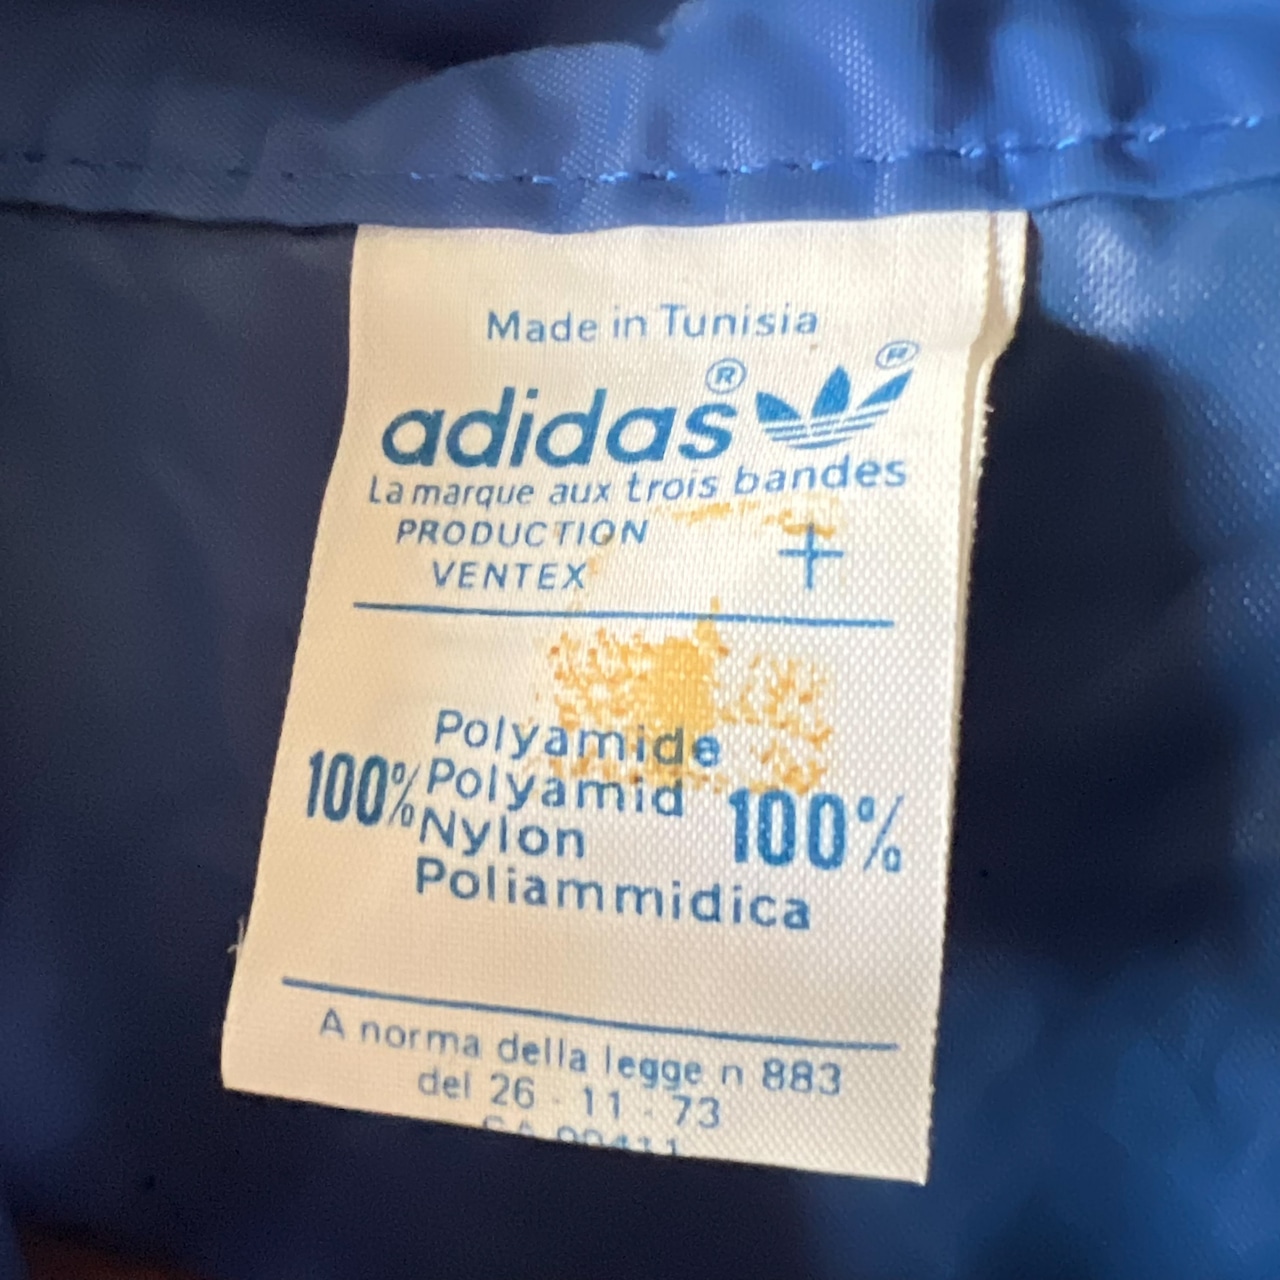 Made in Tunisia
adidas® ®
La marque aux trois bandes
PRODUCTION
VENTEX
Polyamide
100% Polyamid 100%
Nylon
Poliammidica
A norma della legge n 883
del 26 - 11 - 73